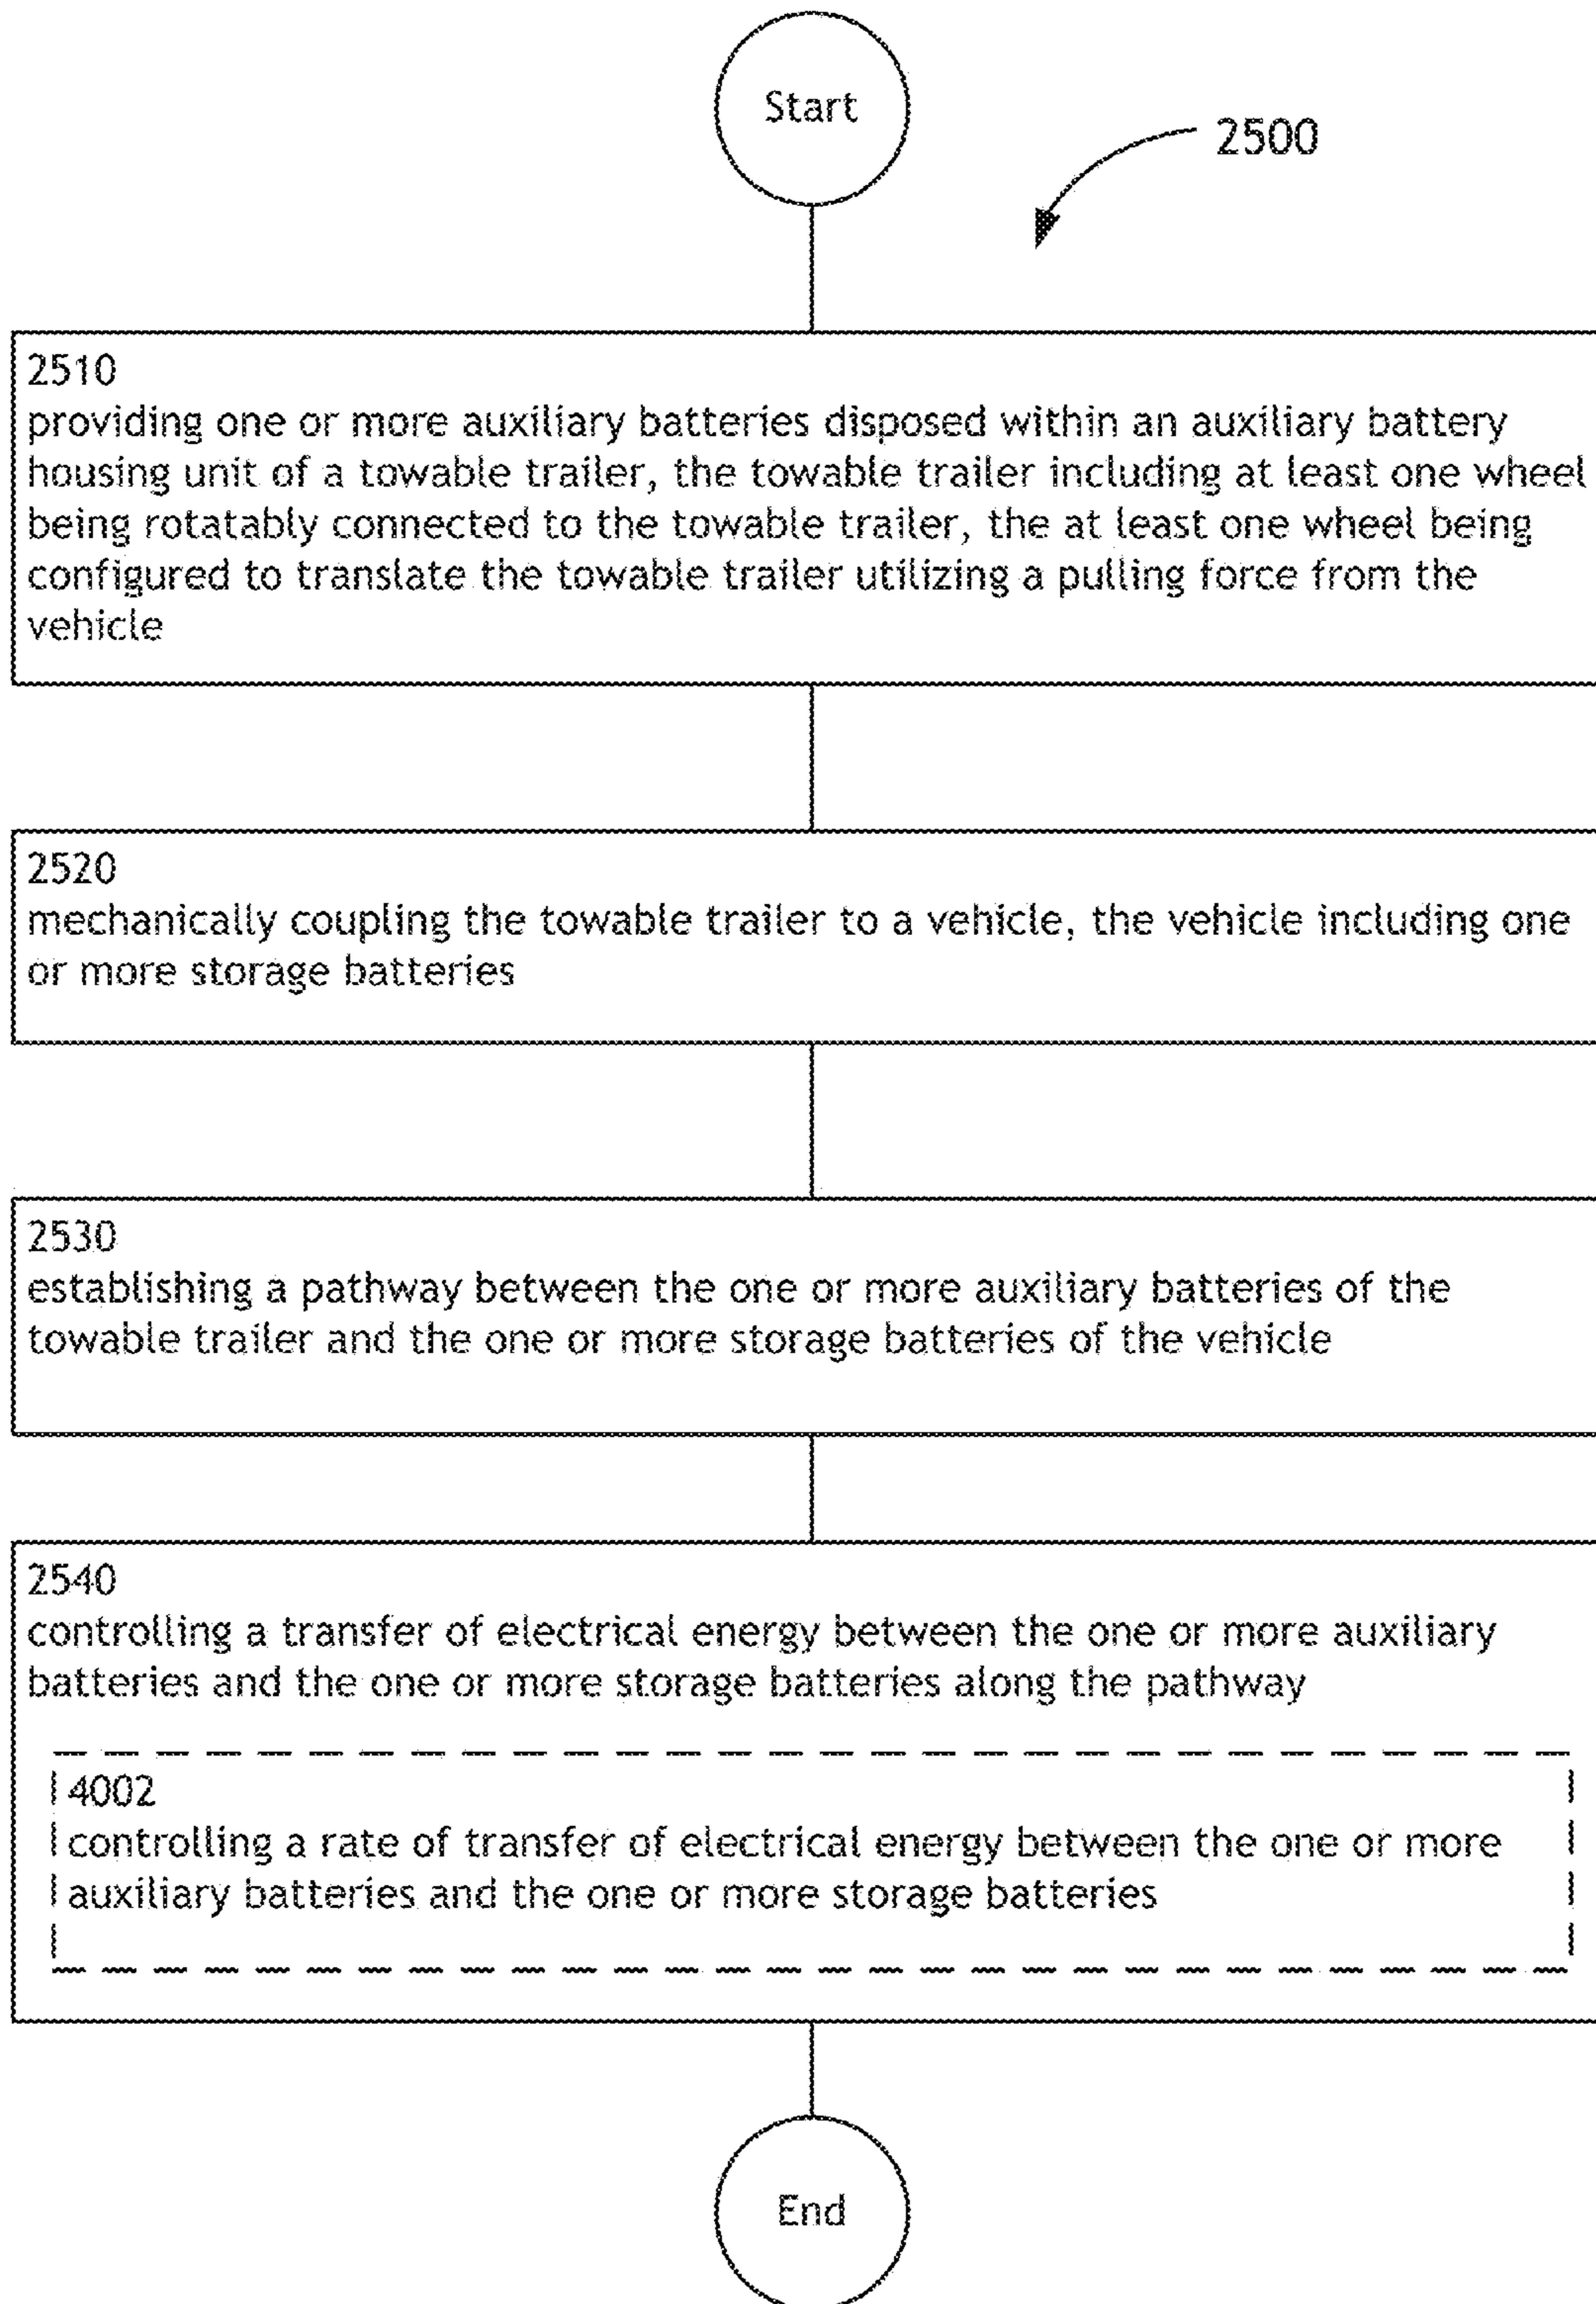 Start
2500
2510
providing one or more auxiliary batteries disposed within an auxiliary battery
housing unit of a towable trailer, the towable trailer including at least one wheel
being rotatably connected to the towable trailer, the at least one wheel being
configured to translate the towable trailer utilizing a pulling force from the
vehicle
2520
mechanically coupling the towable trailer to a vehicle, the vehicle including one
or more storage batteries
2530
establishing a pathway between the one or more auxiliary batteries of the
towable trailer and the one or more storage batteries of the vehicle
2540
controlling a transfer of electrical energy between the one or more auxiliary
batteries and the one or more storage batteries along the pathway
4002
controlling a rate of transfer of electrical energy between the one or more
auxiliary batteries and the one or more storage batteries
End